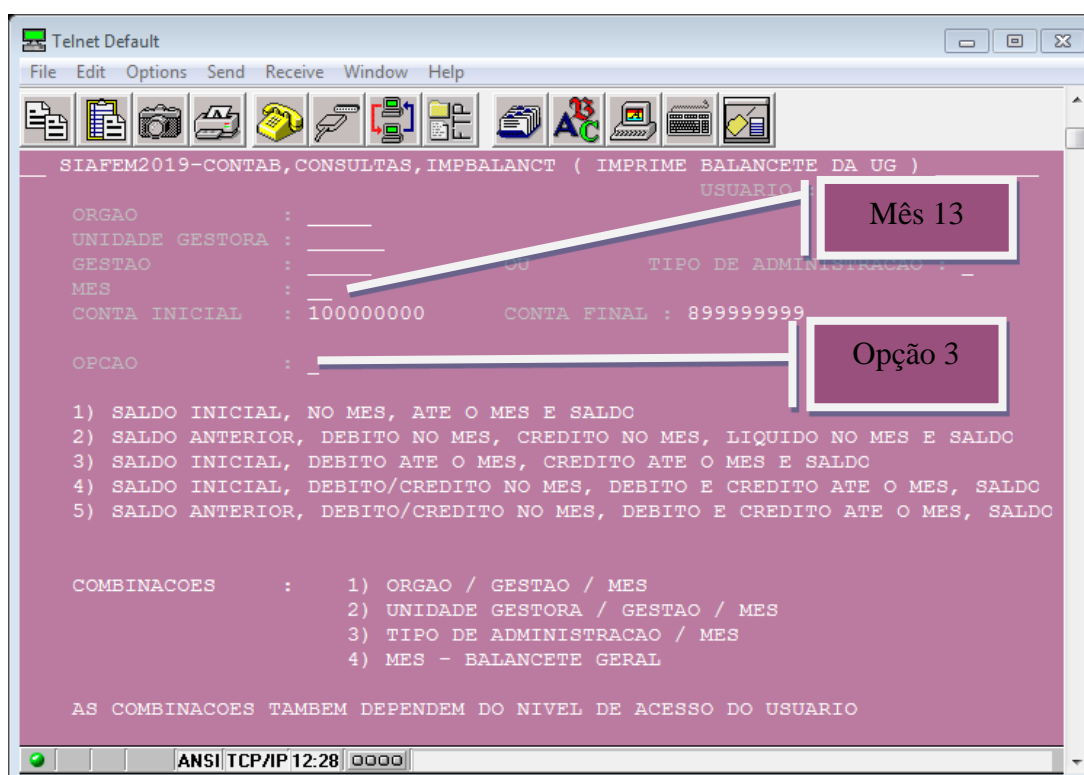 Telnet Default
File Edit Options Send Receive Window Help
SIAFEM2019-CONTAB,CONSULTAS,IMPBALANCT ( IMPRIME BALANCETE DA UG )
USUARIO :
ORGAO :
Mês 13
UNIDADE GESTORA :
GESTAO : OU TIPO DE ADMINISTRACAO :
MES :
CONTA INICIAL : 100000000 CONTA FINAL : 899999999
OPCAO :
Opção 3
1) SALDO INICIAL, NO MES, ATE O MES E SALDO
2) SALDO ANTERIOR, DEBITO NO MES, CREDITO NO MES, LIQUIDO NO MES E SALDO
3) SALDO INICIAL, DEBITO ATE O MES, CREDITO ATE O MES E SALDO
4) SALDO INICIAL, DEBITO/CREDITO NO MES, DEBITO E CREDITO ATE O MES, SALDO
5) SALDO ANTERIOR, DEBITO/CREDITO NO MES, DEBITO E CREDITO ATE O MES, SALDO
COMBINACOES : 1) ORGAO / GESTAO / MES
2) UNIDADE GESTORA / GESTAO / MES
3) TIPO DE ADMINISTRACAO / MES
4) MES - BALANCETE GERAL
AS COMBINACOES TAMBEM DEPENDEM DO NIVEL DE ACESSO DO USUARIO
ANSI TCP/IP 12:28